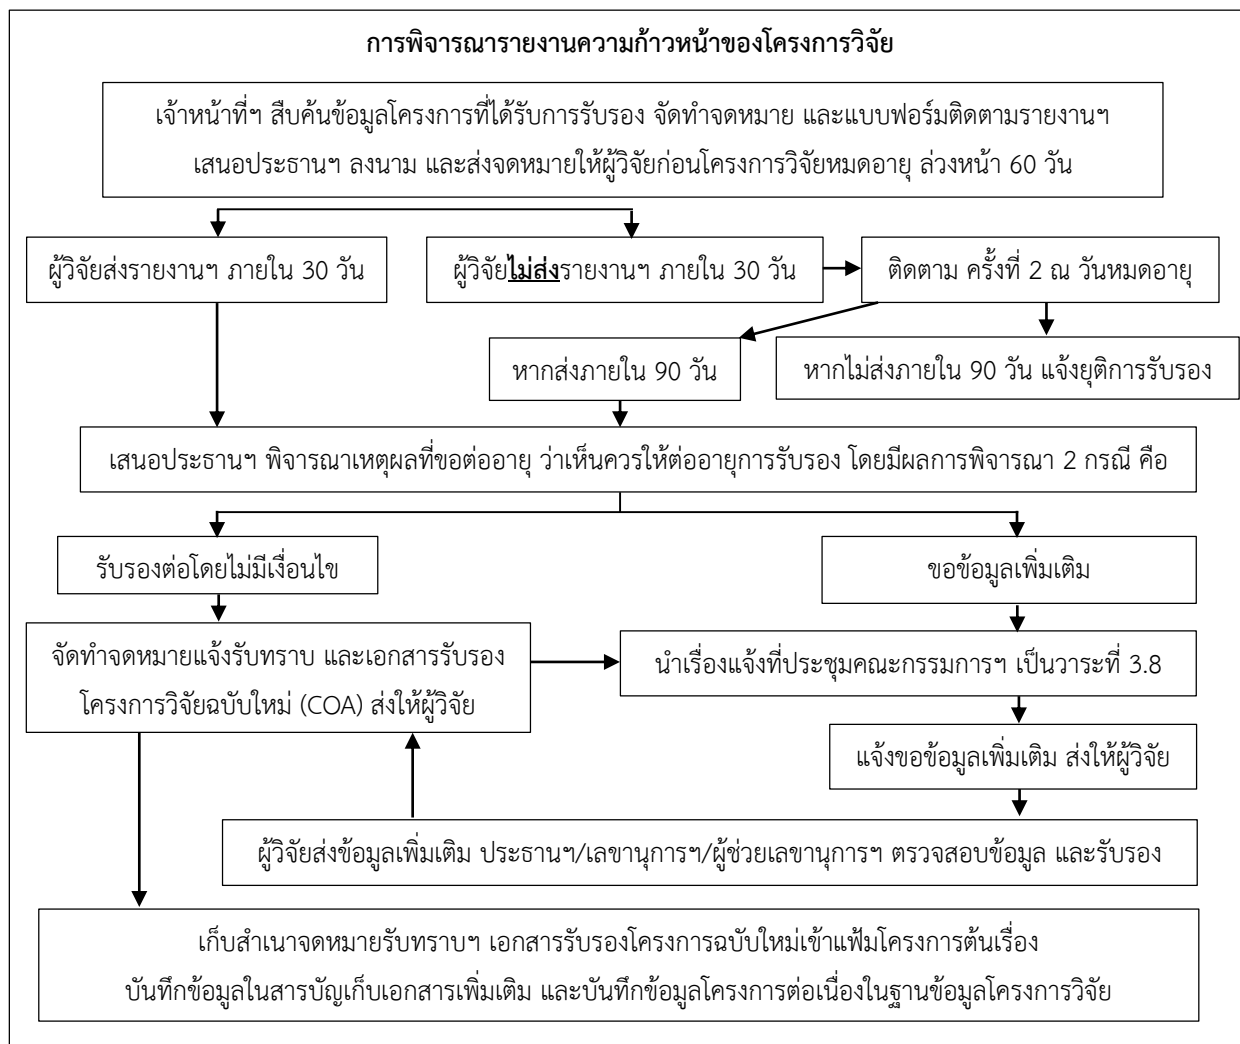 การพิจารณารายงานความก้าวหน้าของโครงการวิจัย
เจ้าหน้าที่ฯ สืบค้นข้อมูลโครงการที่ได้รับการรับรอง จัดทำจดหมาย และแบบฟอร์มติดตามรายงานฯ
เสนอประธานฯ ลงนาม และส่งจดหมายให้ผู้วิจัยก่อนโครงการวิจัยหมดอายุ ล่วงหน้า 60 วัน
ผู้วิจัยส่งรายงานฯ ภายใน 30 วัน
ผู้วิจัยไม่ส่งรายงานฯ ภายใน 30 วัน
ติดตาม ครั้งที่ 2 ณ วันหมดอายุ
หากส่งภายใน 90 วัน
หากไม่ส่งภายใน 90 วัน แจ้งยุติการรับรอง
เสนอประธานฯ พิจารณาเหตุผลที่ขอต่ออายุ ว่าเห็นควรให้ต่ออายุการรับรอง โดยมีผลการพิจารณา 2 กรณี คือ
รับรองต่อโดยไม่มีเงื่อนไข
ขอข้อมูลเพิ่มเติม
จัดทำจดหมายแจ้งรับทราบ และเอกสารรับรอง
โครงการวิจัยฉบับใหม่ (COA) ส่งให้ผู้วิจัย
นำเรื่องแจ้งที่ประชุมคณะกรรมการฯ เป็นวาระที่ 3.8
แจ้งขอข้อมูลเพิ่มเติม ส่งให้ผู้วิจัย
ผู้วิจัยส่งข้อมูลเพิ่มเติม ประธานฯ/เลขานุการฯ/ผู้ช่วยเลขานุการฯ ตรวจสอบข้อมูล และรับรอง
เก็บสำเนาจดหมายรับทราบฯ เอกสารรับรองโครงการฉบับใหม่เข้าแฟ้มโครงการต้นเรื่อง
บันทึกข้อมูลในสารบัญเก็บเอกสารเพิ่มเติม และบันทึกข้อมูลโครงการต่อเนื่องในฐานข้อมูลโครงการวิจัย